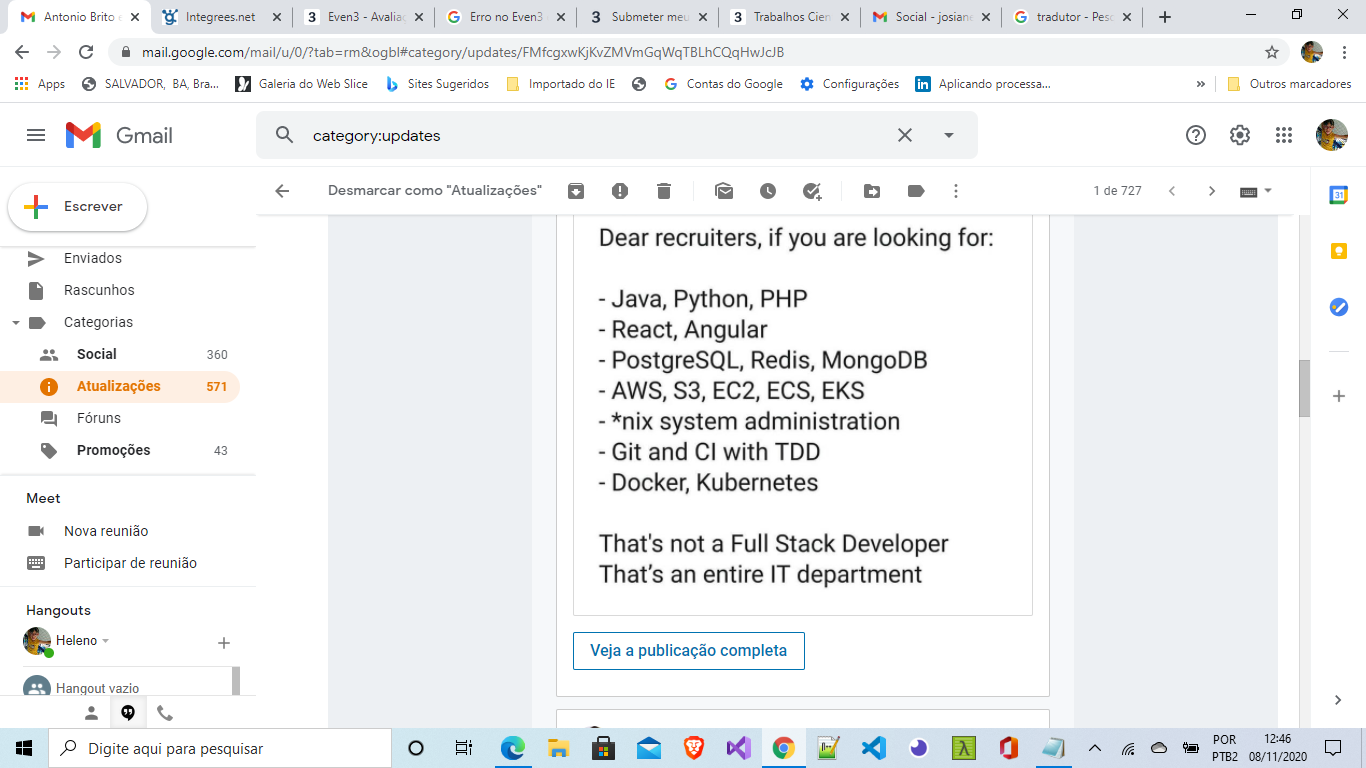 Antonio Brito e
Integrees.net
Even3 - Avaliaç
Erro no Even3
Submeter meu
Trabalhos Cien
Social - josiane
tradutor - Pesq
mail.google.com/mail/u/0/?tab=rm&ogbl#category/updates/FMfcgxwKjKvZMVmGqWqTBLhCQqHwJcJB
Apps
SALVADOR, BA, Bra...
Galeria do Web Slice
Sites Sugeridos
Importado do IE
Contas do Google
Configurações
Aplicando processa...
»
Outros marcadores
Gmail
category:updates
Escrever
Desmarcar como "Atualizações"
1 de 727
Enviados
Rascunhos
Categorias
Social 360
Atualizações 571
Fóruns
Promoções 43
Meet
Nova reunião
Participar de reunião
Hangouts
Heleno
Hangout vazio
Dear recruiters, if you are looking for:
- Java, Python, PHP
- React, Angular
- PostgreSQL, Redis, MongoDB
- AWS, S3, EC2, ECS, EKS
- *nix system administration
- Git and CI with TDD
- Docker, Kubernetes
That's not a Full Stack Developer
That's an entire IT department
Veja a publicação completa
31
Digite aqui para pesquisar
POR
PTB2
12:46
08/11/2020